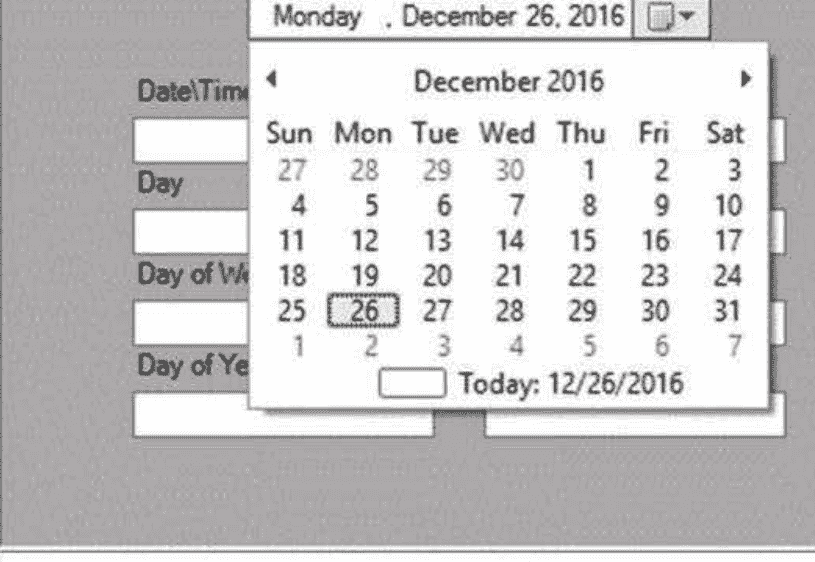 Monday , December 26, 2016
Date\Time
December 2016
Sun Mon Tue Wed Thu Fri Sat
27 28 29 30 1 2 3
Day
4 5 6 7 8 9 10
11 12 13 14 15 16 17
Day of We
18 19 20 21 22 23 24
25 26 27 28 29 30 31
1 2 3 4 5 6 7
Day of Ye
Today: 12/26/2016